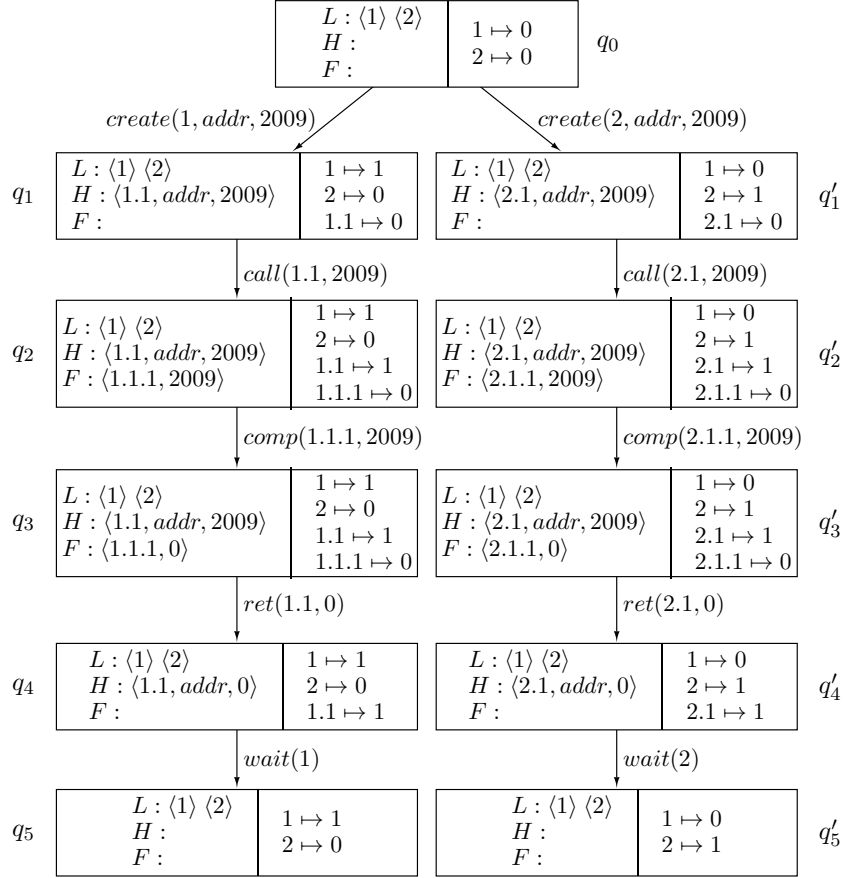 L : ⟨1⟩ ⟨2⟩
H :
F :
1 ↦ 0
2 ↦ 0
q₀
create(1, addr, 2009)
create(2, addr, 2009)
q₁
L : ⟨1⟩ ⟨2⟩
H : ⟨1.1, addr, 2009⟩
F :
1 ↦ 1
2 ↦ 0
1.1 ↦ 0
L : ⟨1⟩ ⟨2⟩
H : ⟨2.1, addr, 2009⟩
F :
1 ↦ 0
2 ↦ 1
2.1 ↦ 0
q′₁
call(1.1, 2009)
call(2.1, 2009)
q₂
L : ⟨1⟩ ⟨2⟩
H : ⟨1.1, addr, 2009⟩
F : ⟨1.1.1, 2009⟩
1 ↦ 1
2 ↦ 0
1.1 ↦ 1
1.1.1 ↦ 0
L : ⟨1⟩ ⟨2⟩
H : ⟨2.1, addr, 2009⟩
F : ⟨2.1.1, 2009⟩
1 ↦ 0
2 ↦ 1
2.1 ↦ 1
2.1.1 ↦ 0
q′₂
comp(1.1.1, 2009)
comp(2.1.1, 2009)
q₃
L : ⟨1⟩ ⟨2⟩
H : ⟨1.1, addr, 2009⟩
F : ⟨1.1.1, 0⟩
1 ↦ 1
2 ↦ 0
1.1 ↦ 1
1.1.1 ↦ 0
L : ⟨1⟩ ⟨2⟩
H : ⟨2.1, addr, 2009⟩
F : ⟨2.1.1, 0⟩
1 ↦ 0
2 ↦ 1
2.1 ↦ 1
2.1.1 ↦ 0
q′₃
ret(1.1, 0)
ret(2.1, 0)
q₄
L : ⟨1⟩ ⟨2⟩
H : ⟨1.1, addr, 0⟩
F :
1 ↦ 1
2 ↦ 0
1.1 ↦ 1
L : ⟨1⟩ ⟨2⟩
H : ⟨2.1, addr, 0⟩
F :
1 ↦ 0
2 ↦ 1
2.1 ↦ 1
q′₄
wait(1)
wait(2)
q₅
L : ⟨1⟩ ⟨2⟩
H :
F :
1 ↦ 1
2 ↦ 0
L : ⟨1⟩ ⟨2⟩
H :
F :
1 ↦ 0
2 ↦ 1
q′₅